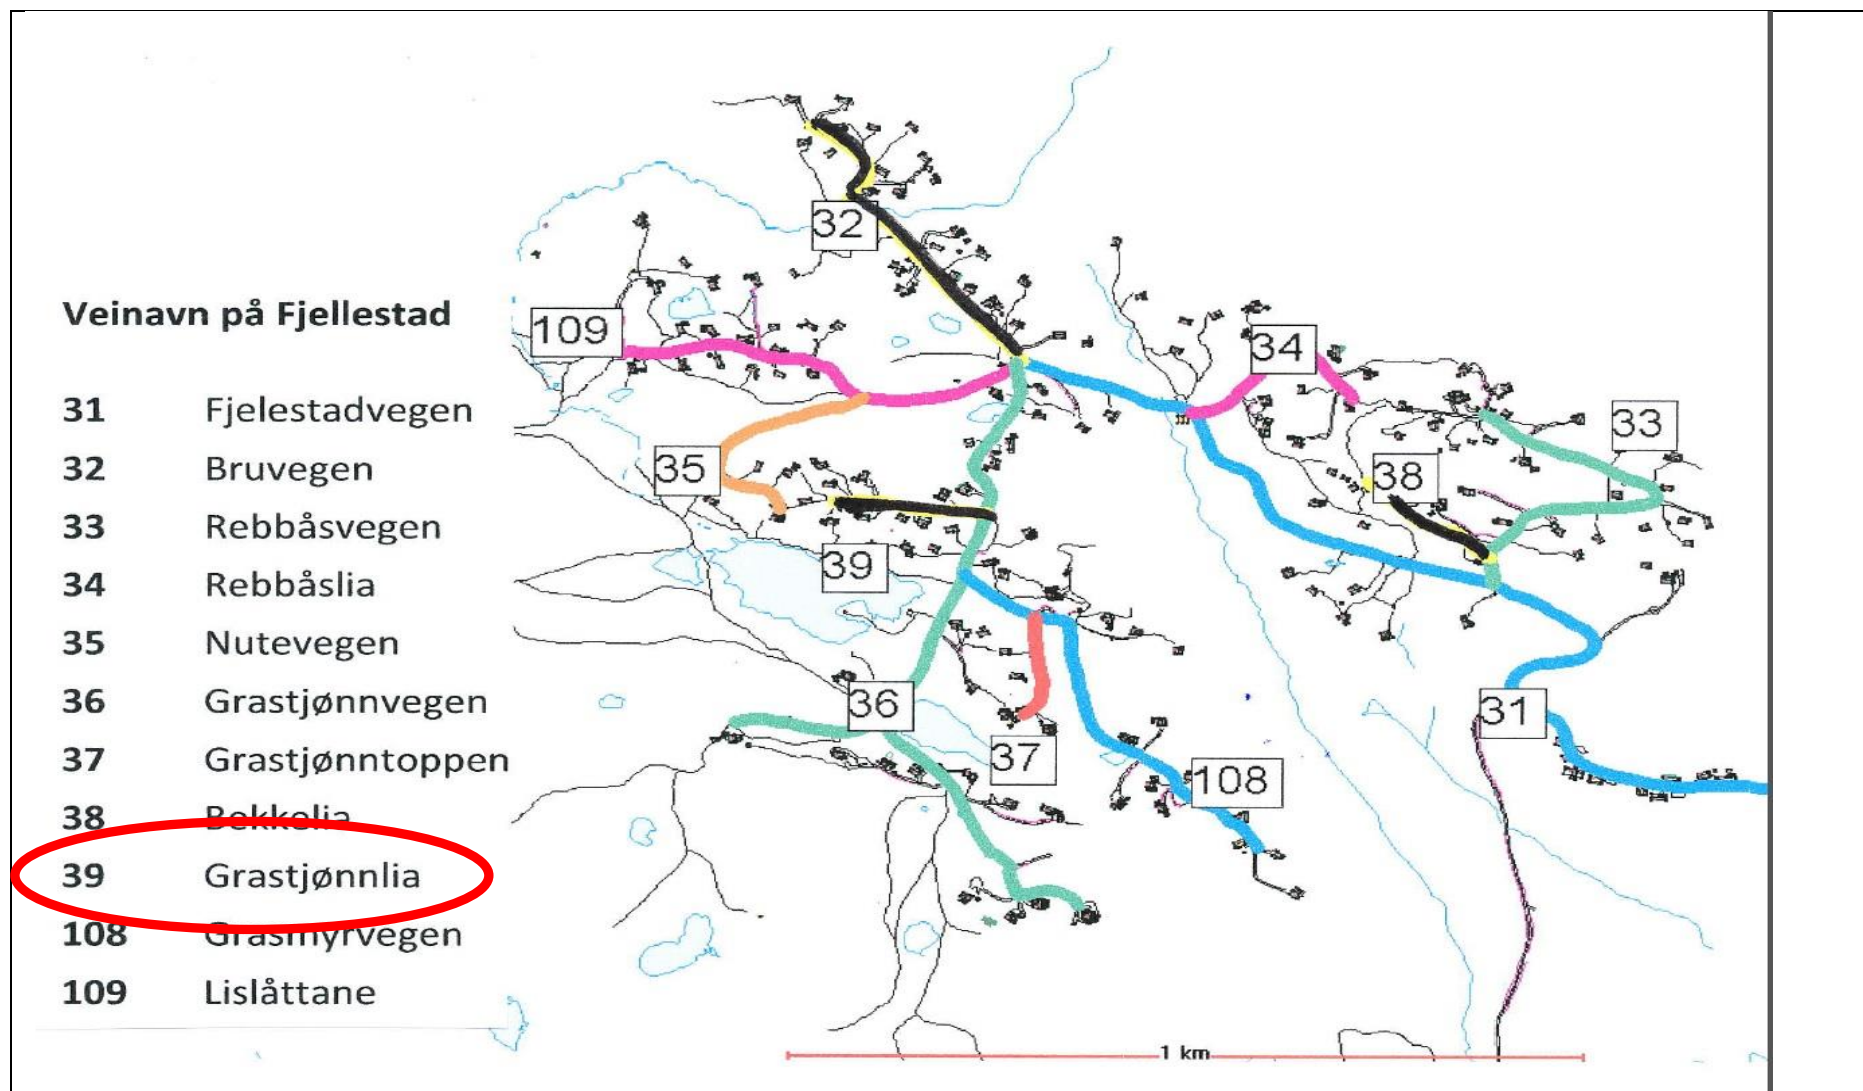 Veinavn på Fjellestad
31 Fjelestadvegen
32 Bruvegen
33 Rebbåsvegen
34 Rebbåslia
35 Nutevegen
36 Grastjønnvegen
37 Grastjønntoppen
38 Bekkelia
39 Grastjønnlia
108 Grasmyrvegen
109 Lislåttane
32
109
34
33
35
38
39
36
31
37
108
1 km